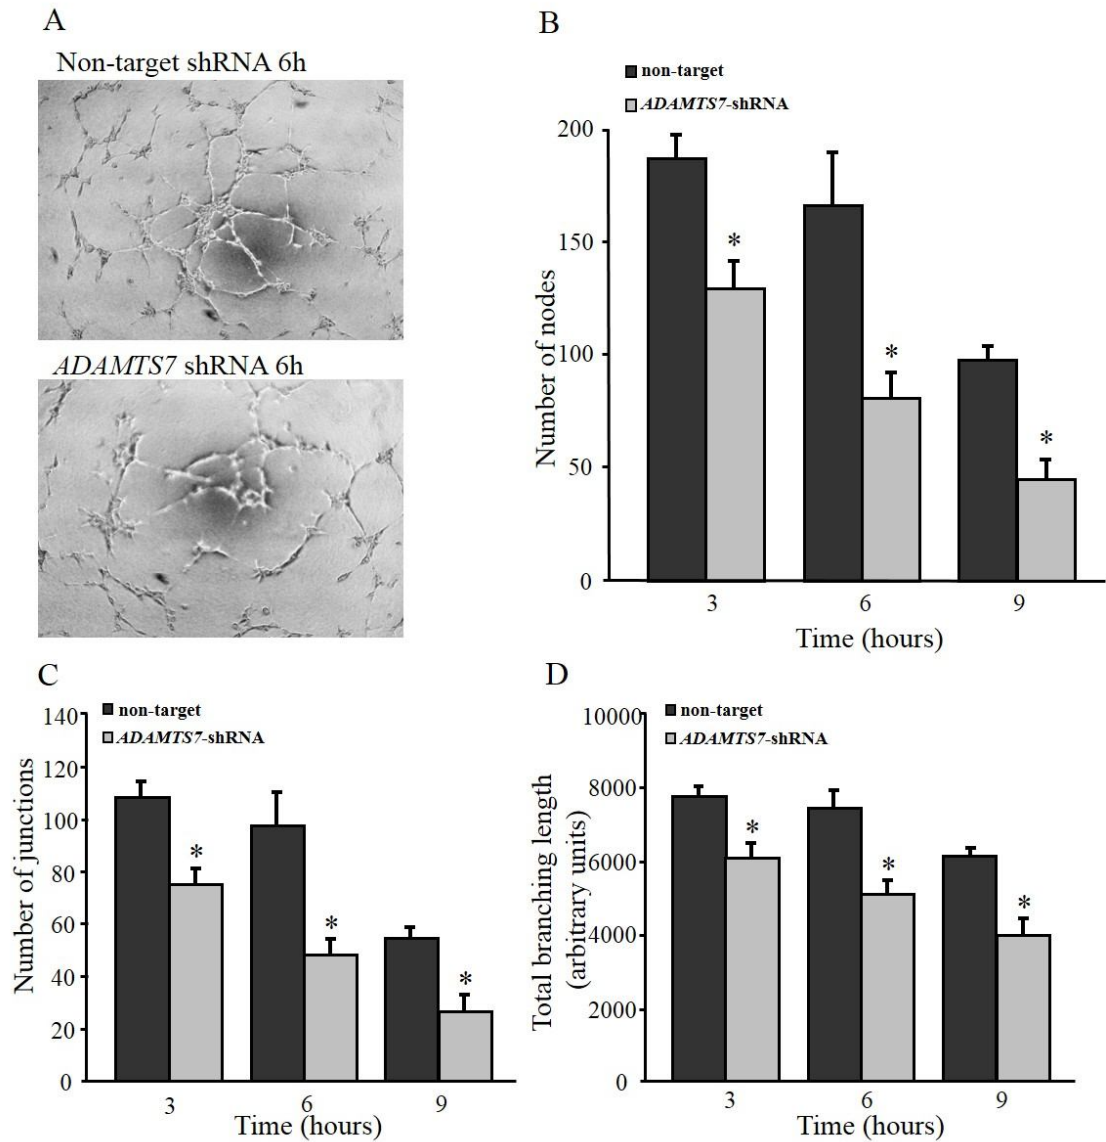 A
Non-target shRNA 6h
ADAMTS7 shRNA 6h
B
non-target
ADAMTS7-shRNA
200
150
100
50
0
Number of nodes
*
*
*
3 6 9
Time (hours)
C
non-target
ADAMTS7-shRNA
140
120
100
80
60
40
20
0
Number of junctions
*
*
*
3 6 9
Time (hours)
D
non-target
ADAMTS7-shRNA
10000
8000
6000
4000
2000
0
Total branching length
(arbitrary units)
*
*
*
3 6 9
Time (hours)